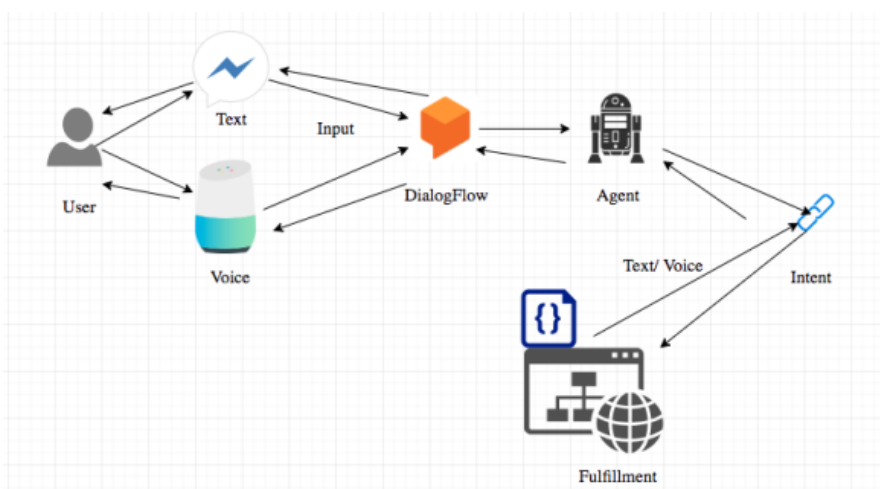 Text
Input
User
Voice
DialogFlow
Agent
Text/ Voice
Intent
{}
Fulfillment